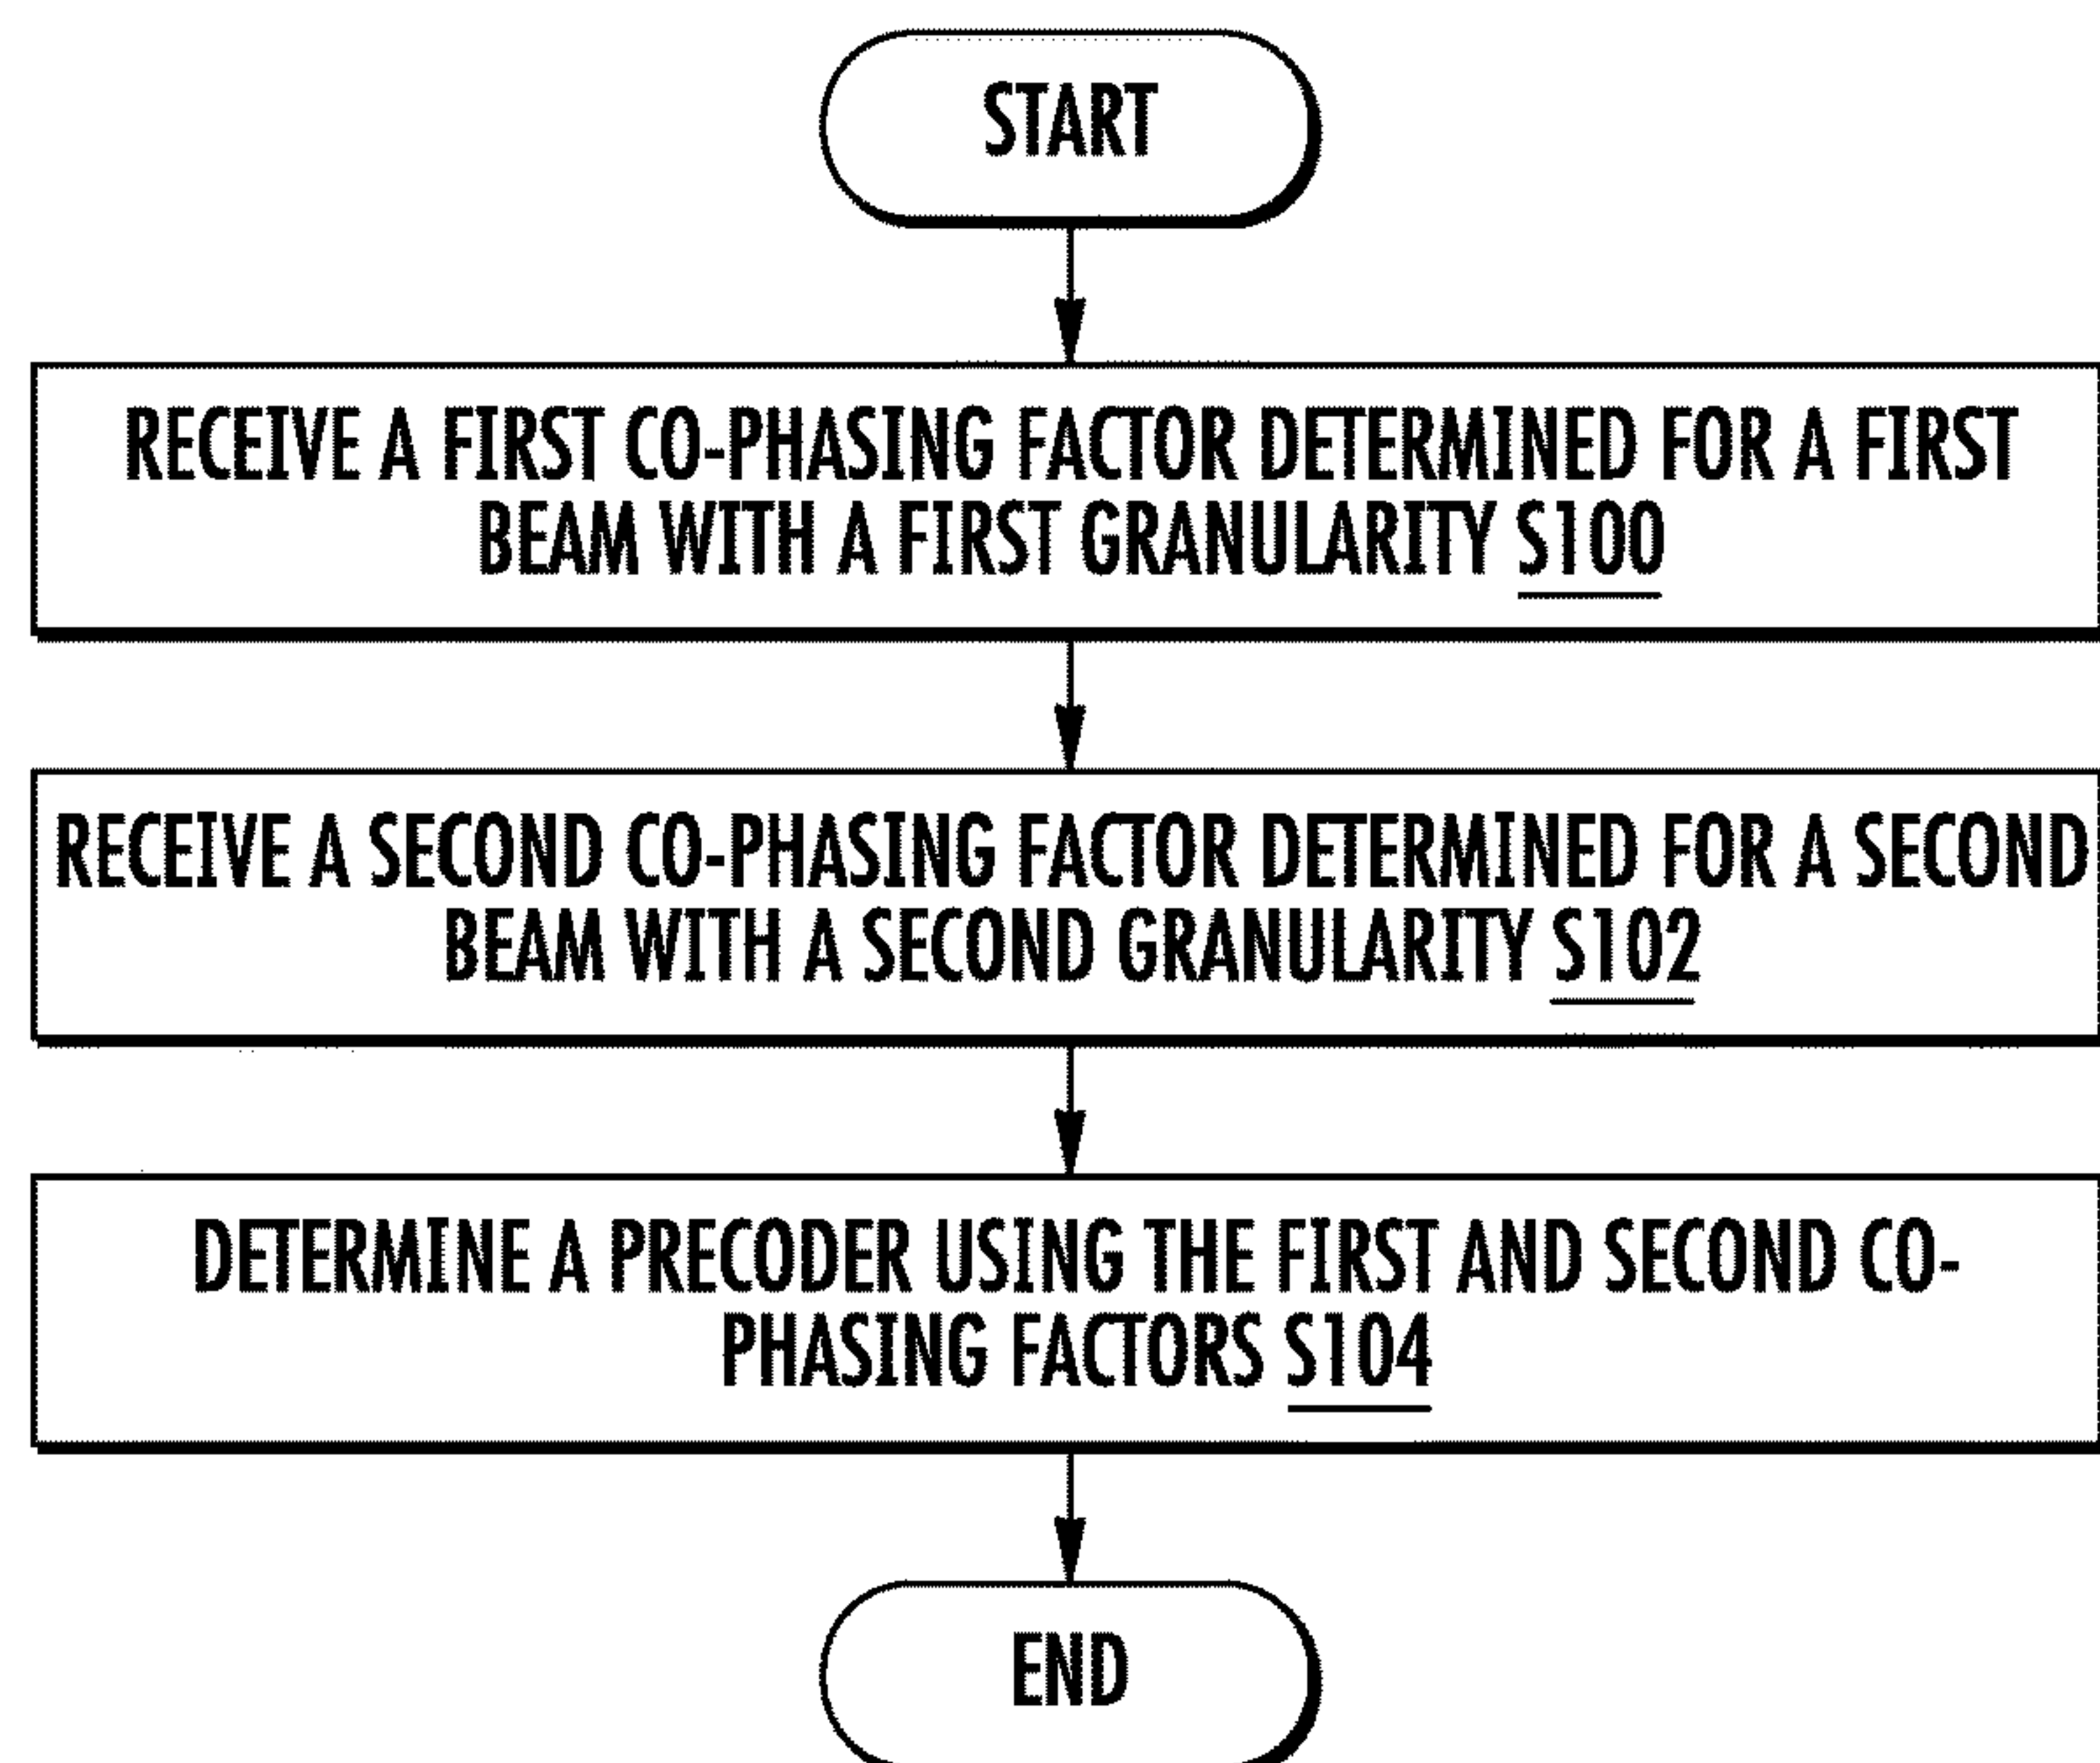 START
RECEIVE A FIRST CO-PHASING FACTOR DETERMINED FOR A FIRST
BEAM WITH A FIRST GRANULARITY S100
RECEIVE A SECOND CO-PHASING FACTOR DETERMINED FOR A SECOND
BEAM WITH A SECOND GRANULARITY S102
DETERMINE A PRECODER USING THE FIRST AND SECOND CO-
PHASING FACTORS S104
END